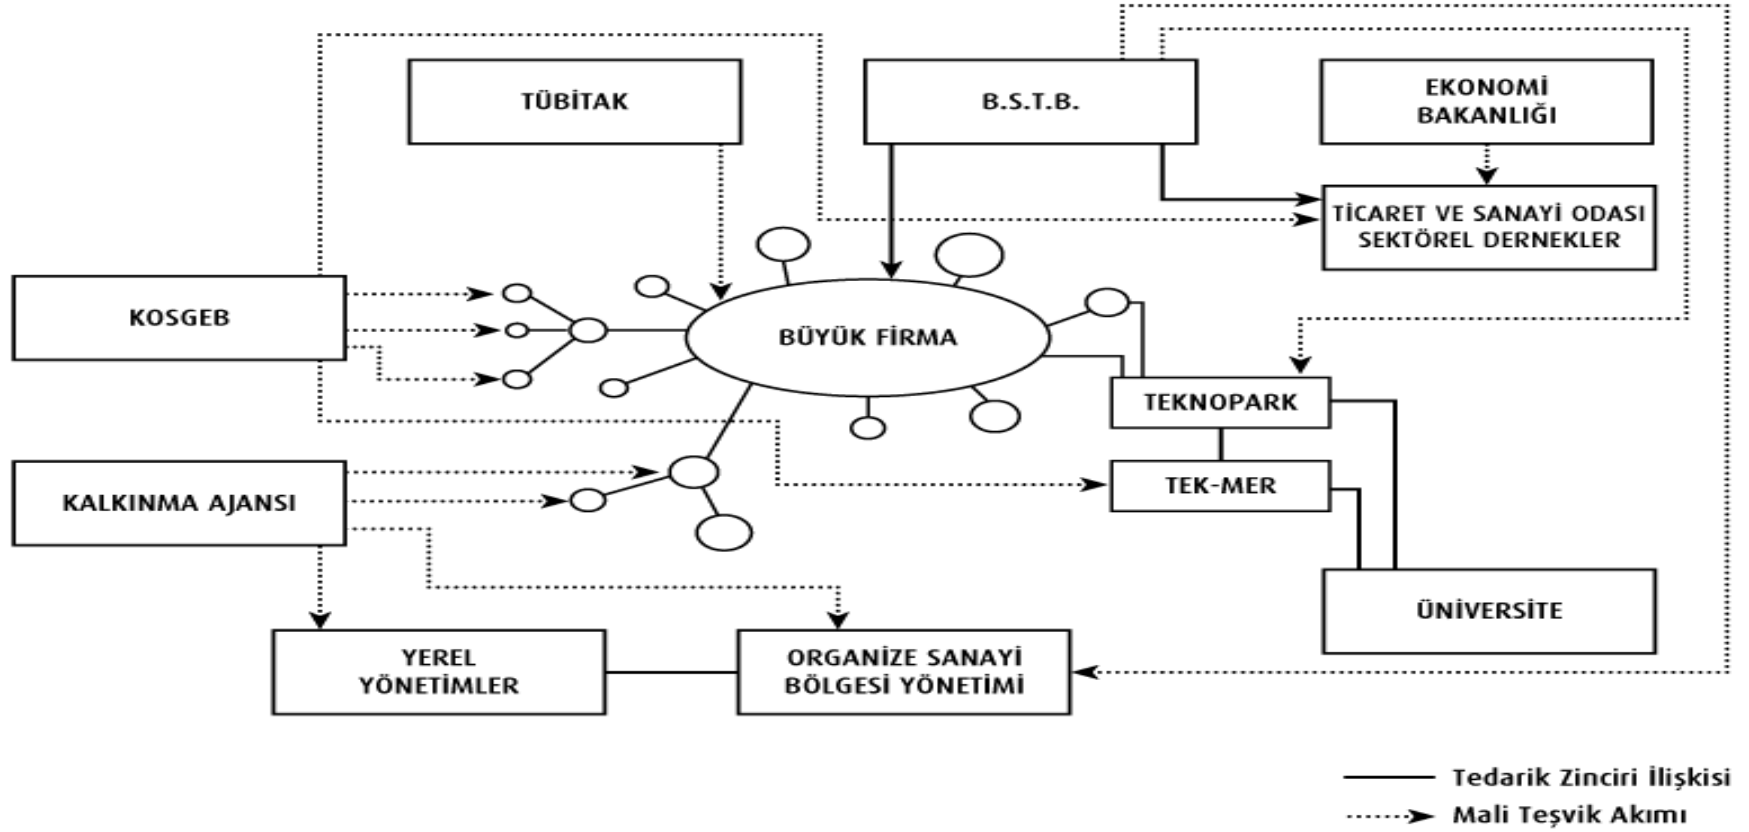 TÜBİTAK
B.S.T.B.
EKONOMİ
BAKANLIĞI
TİCARET VE SANAYİ ODASI
SEKTÖREL DERNEKLER
KOSGEB
BÜYÜK FİRMA
TEKNOPARK
TEK-MER
KALKINMA AJANSI
ÜNİVERSİTE
YEREL
YÖNETİMLER
ORGANİZE SANAYİ
BÖLGESİ YÖNETİMİ
Tedarik Zinciri İlişkisi
Mali Teşvik Akımı